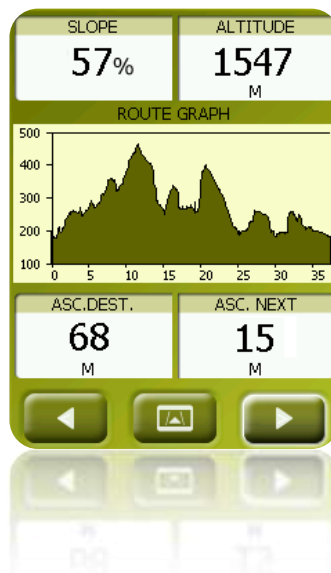 SLOPE ALTITUDE
57% 1547
M
ROUTE GRAPH
500
400
300
200
100
0 5 10 15 20 25 30 35
ASC.DEST. ASC. NEXT
68 15
M M